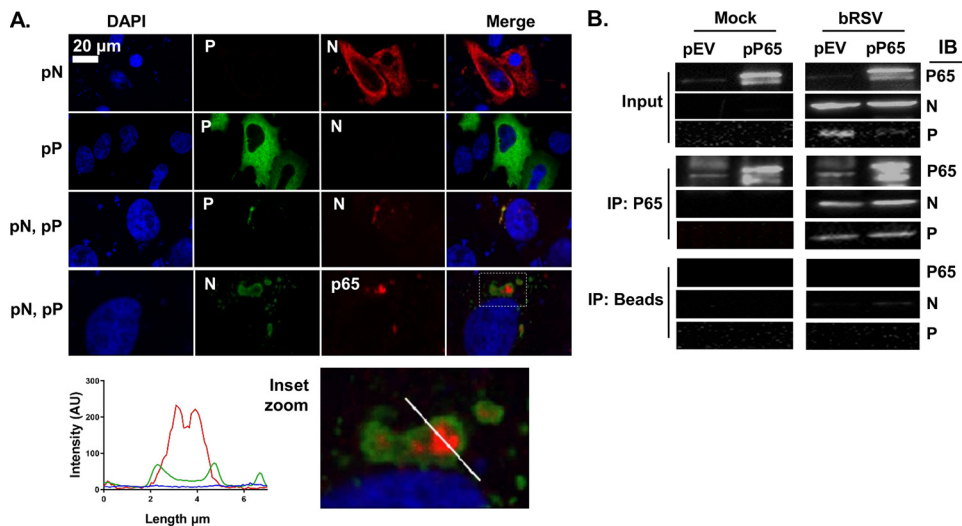 A.
DAPI Merge
20 µm
pN P N
pP P N
pN, pP P N
pN, pP N p65
Inset
zoom
Intensity (AU)
300
200
100
0
0 2 4 6
Length µm
B.
Mock bRSV
pEV pP65 pEV pP65 IB
Input P65
N
P
IP: P65 P65
N
P
IP: Beads P65
N
P